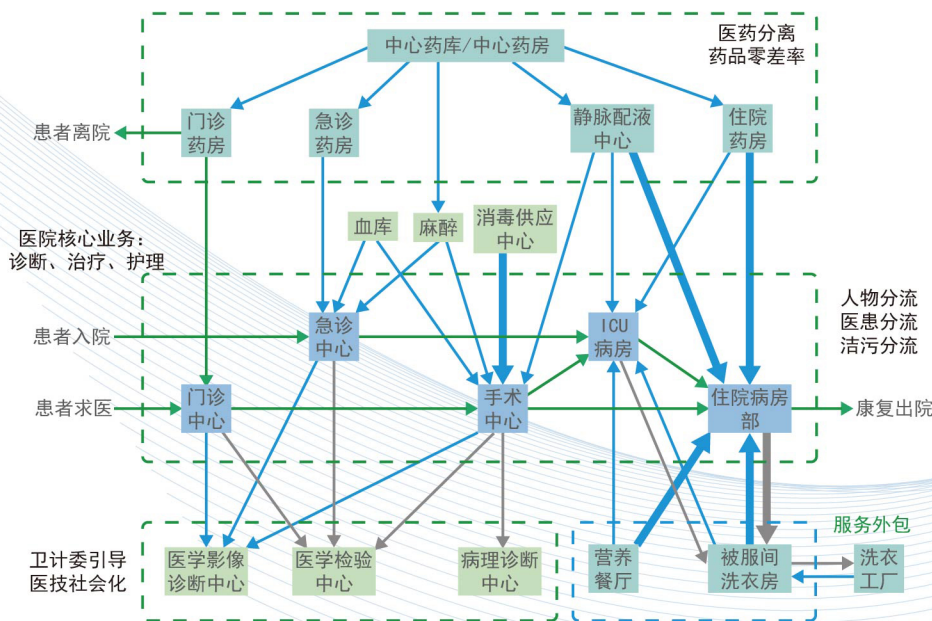 中心药库/中心药房
医药分离
药品零差率
患者离院
门诊
药房
急诊
药房
静脉配液
中心
住院
药房
血库
麻醉
消毒供应
中心
医院核心业务：
诊断、治疗、护理
人物分流
医患分流
洁污分流
患者入院
急诊
中心
ICU
病房
患者求医
门诊
中心
手术
中心
住院病房
部
康复出院
服务外包
卫计委引导
医技社会化
医学影像
诊断中心
医学检验
中心
病理诊断
中心
营养
餐厅
被服间
洗衣房
洗衣
工厂